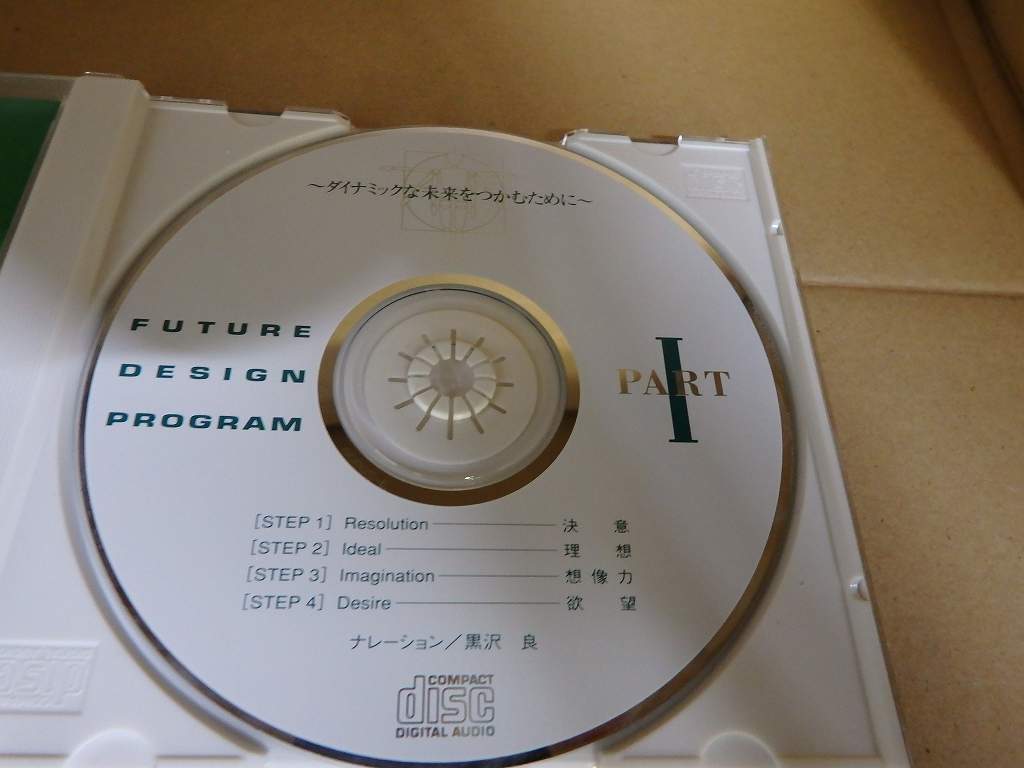 ～ダイナミックな未来をつかむために～
FUTURE
DESIGN
PROGRAM
PART I
[STEP 1] Resolution 決 意
[STEP 2] Ideal 理 想
[STEP 3] Imagination 想 像 力
[STEP 4] Desire 欲 望
ナレーション／黒沢 良
COMPACT
disc
DIGITAL AUDIO